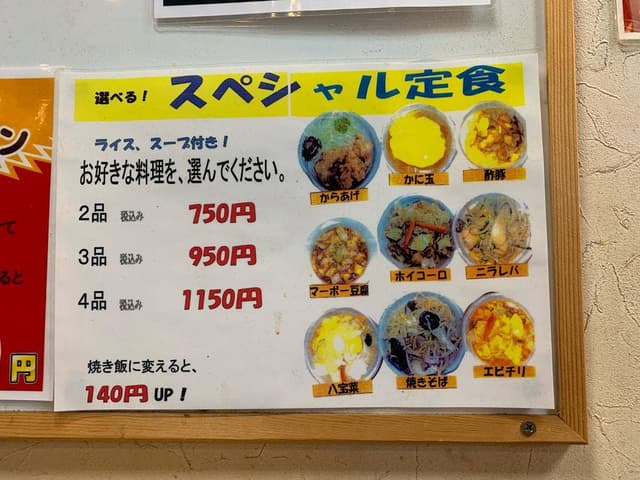 選べる！ スペシャル定食
ライス、スープ付き！
お好きな料理を、選んでください。
2品 税込み 750円
3品 税込み 950円
4品 税込み 1150円
焼き飯に変えると、
140円 UP！
からあげ
かに玉
酢豚
マーボー豆腐
ホイコーロ
ニラレバ
八宝菜
焼きそば
エビチリ
ン
て
ると
円